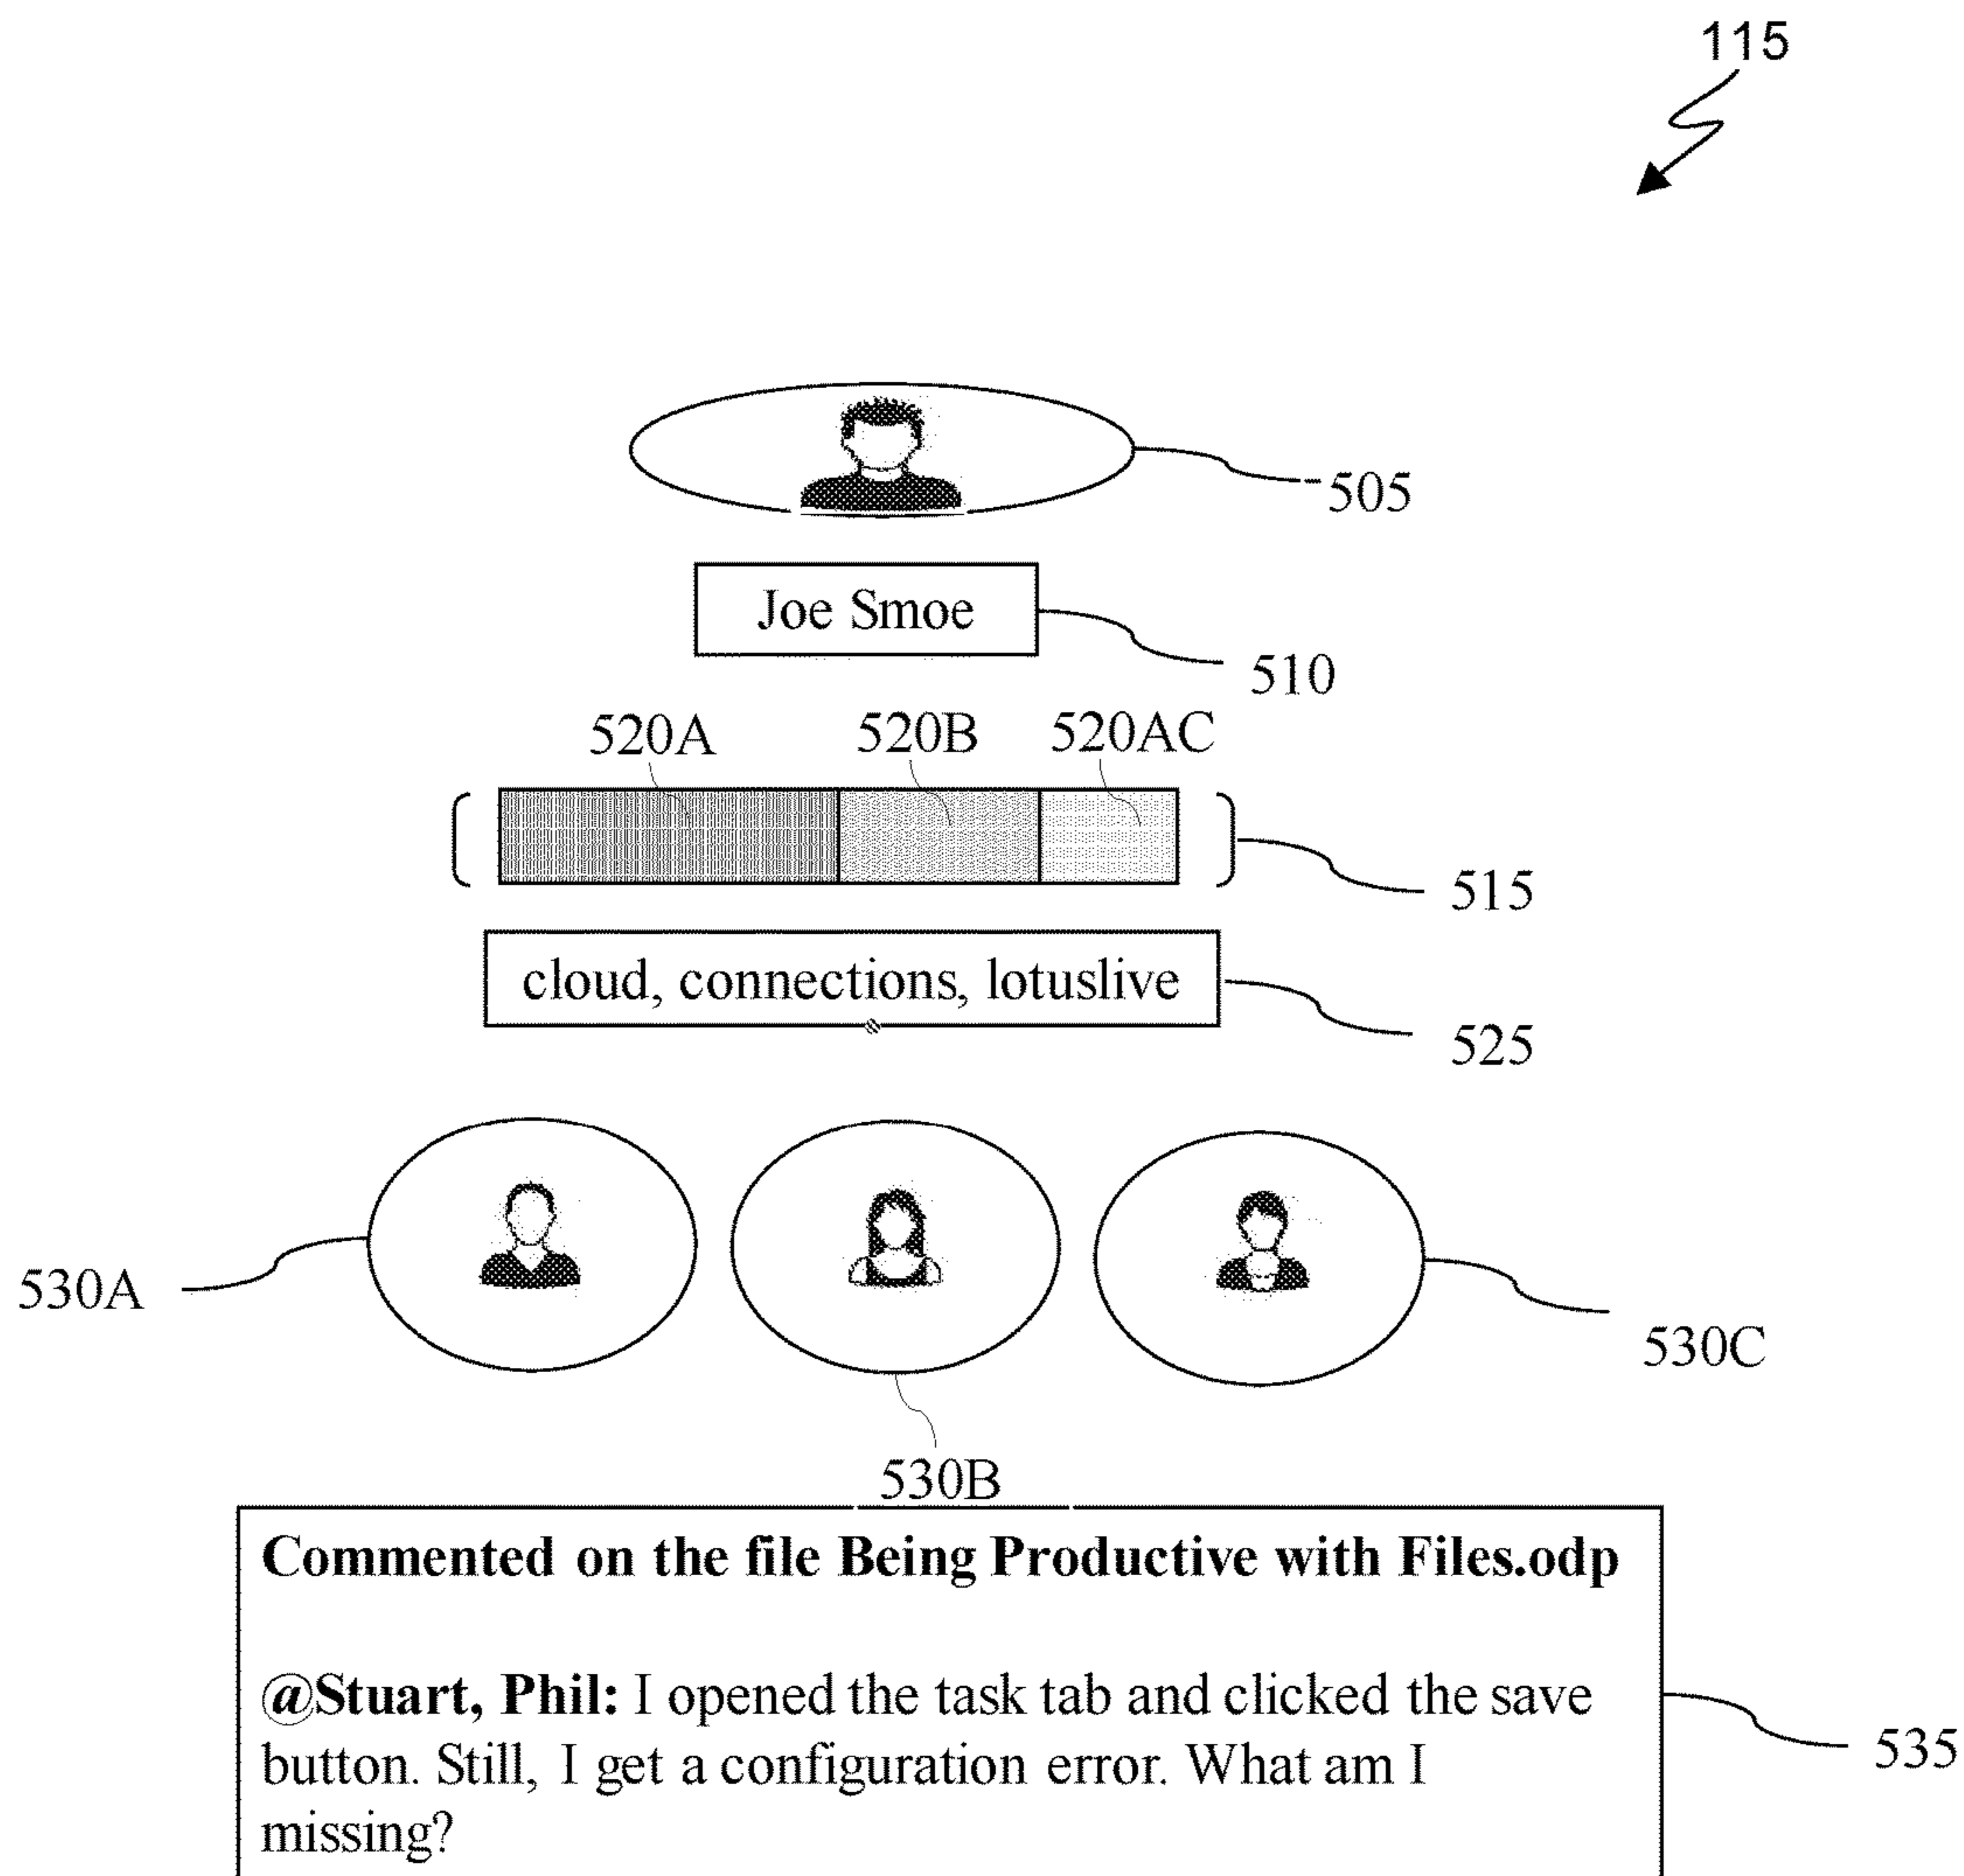 115
505
Joe Smoe
510
520A 520B 520AC
515
cloud, connections, lotuslive
525
530A
530C
530B
Commented on the file Being Productive with Files.odp
@Stuart, Phil: I opened the task tab and clicked the save
button. Still, I get a configuration error. What am I
missing?
535